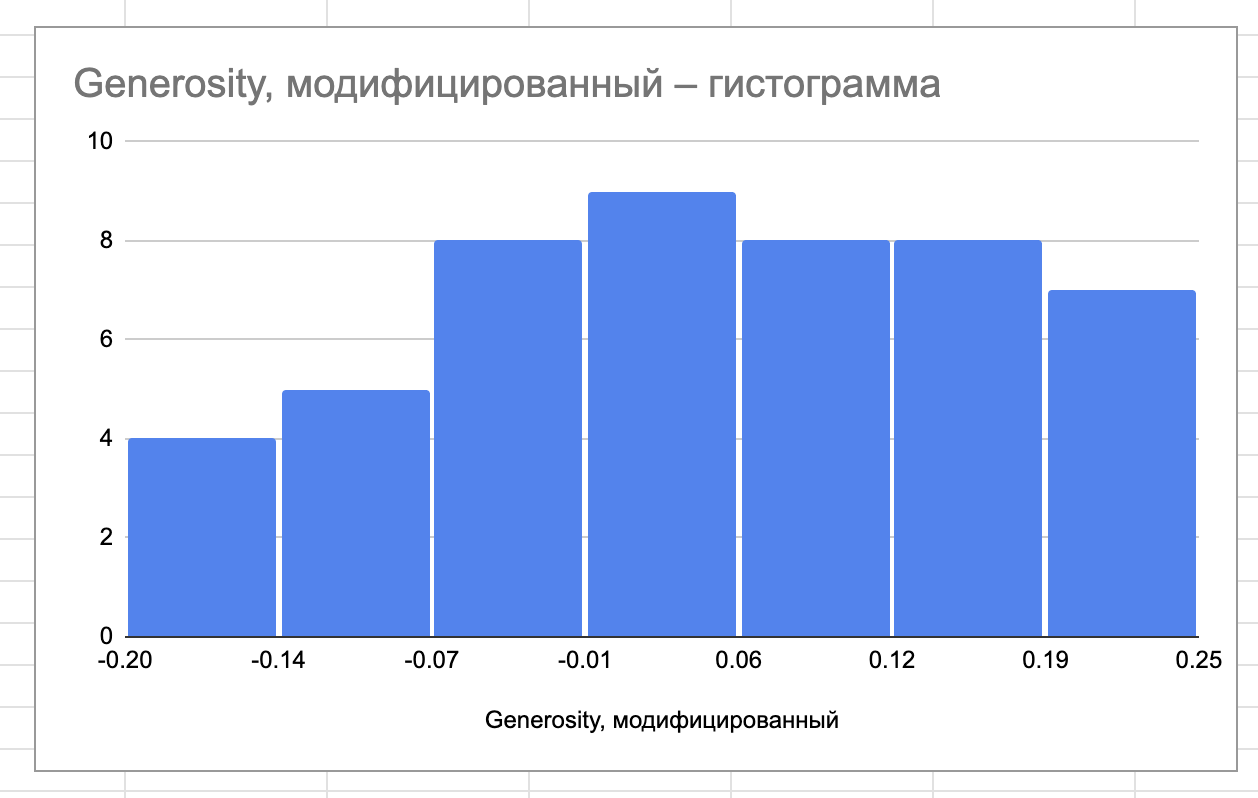 Generosity, модифицированный – гистограмма
10
8
6
4
2
0
-0.20 -0.14 -0.07 -0.01 0.06 0.12 0.19 0.25
Generosity, модифицированный